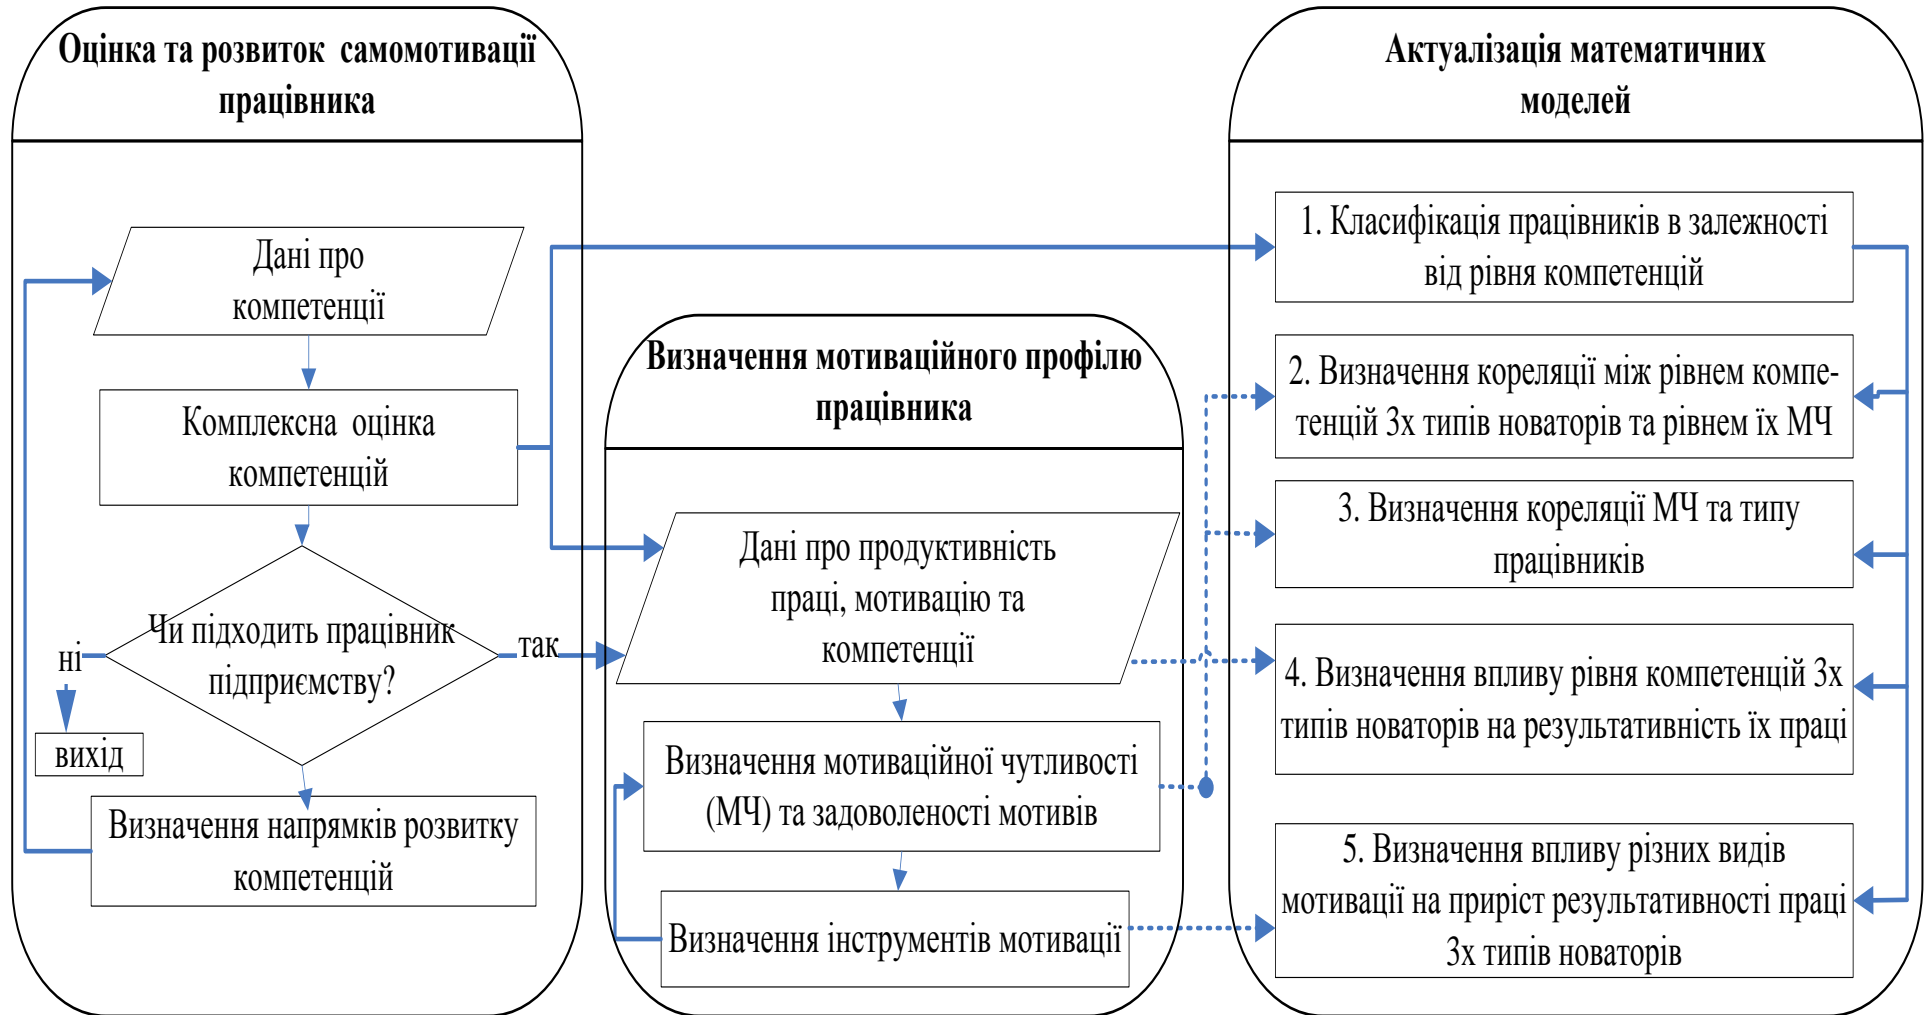 Оцінка та розвиток самомотивації
працівника
Дані про
компетенції
Комплексна оцінка
компетенцій
Чи підходить працівник
підприємству?
ні
так
вихід
Визначення напрямків розвитку
компетенцій
Визначення мотиваційного профілю
працівника
Дані про продуктивність
праці, мотивацію та
компетенції
Визначення мотиваційної чутливості
(МЧ) та задоволеності мотивів
Визначення інструментів мотивації
Актуалізація математичних
моделей
1. Класифікація працівників в залежності
від рівня компетенцій
2. Визначення кореляції між рівнем компе-
тенцій 3х типів новаторів та рівнем їх МЧ
3. Визначення кореляції МЧ та типу
працівників
4. Визначення впливу рівня компетенцій 3х
типів новаторів на результативність їх праці
5. Визначення впливу різних видів
мотивації на приріст результативності праці
3х типів новаторів